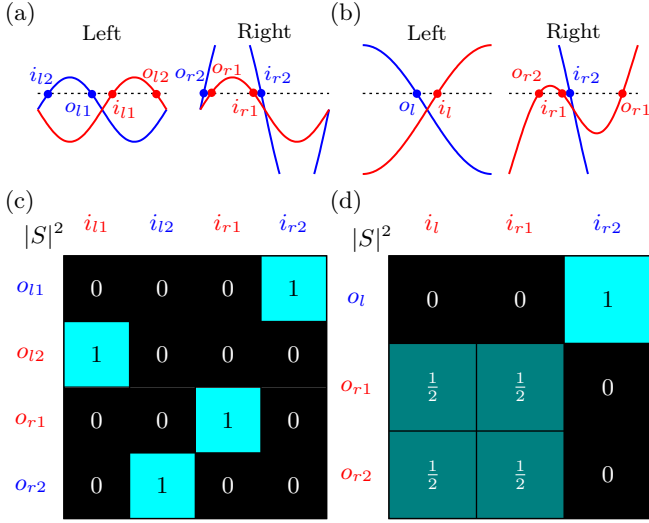 (a) (b)
Left Right Left Right
i_{l2} o_{l2} o_{r2} o_{r1} i_{r2} o_{r2} i_{r2}
o_{l1} i_{l1} i_{r1} o_l i_l i_{r1} o_{r1}
(c) (d)
|S|^2 i_{l1} i_{l2} i_{r1} i_{r2}
o_{l1} 0 0 0 1
o_{l2} 1 0 0 0
o_{r1} 0 0 1 0
o_{r2} 0 1 0 0
|S|^2 i_l i_{r1} i_{r2}
o_l 0 0 1
o_{r1} 1/2 1/2 0
o_{r2} 1/2 1/2 0